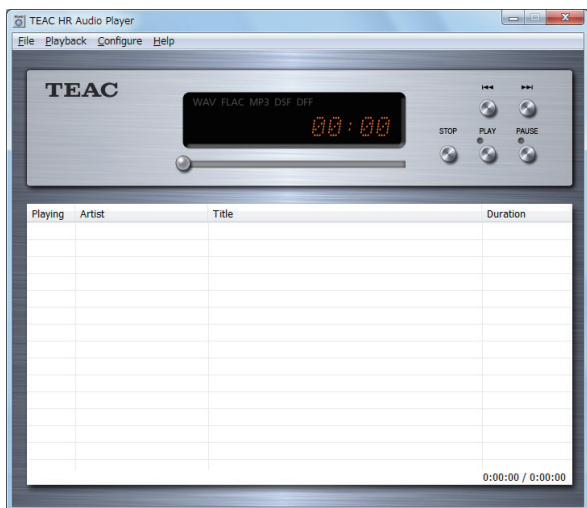 TEAC HR Audio Player
File Playback Configure Help
TEAC
WAV FLAC MP3 DSF DFF
00:00
STOP PLAY PAUSE
Playing Artist Title Duration
0:00:00 / 0:00:00